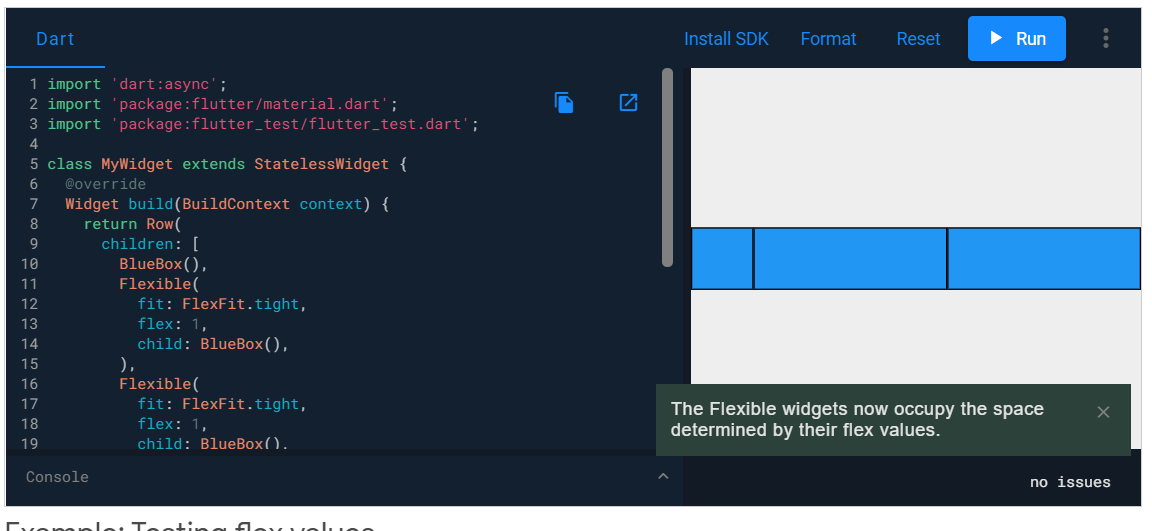 Dart
Install SDK Format Reset Run
1 import 'dart:async';
2 import 'package:flutter/material.dart';
3 import 'package:flutter_test/flutter_test.dart';
4
5 class MyWidget extends StatelessWidget {
6 @override
7 Widget build(BuildContext context) {
8 return Row(
9 children: [
10 BlueBox(),
11 Flexible(
12 fit: FlexFit.tight,
13 flex: 1,
14 child: BlueBox(),
15 ),
16 Flexible(
17 fit: FlexFit.tight,
18 flex: 1,
19 child: BlueBox(),
The Flexible widgets now occupy the space
determined by their flex values.
Console
no issues
Example: Testing flex values